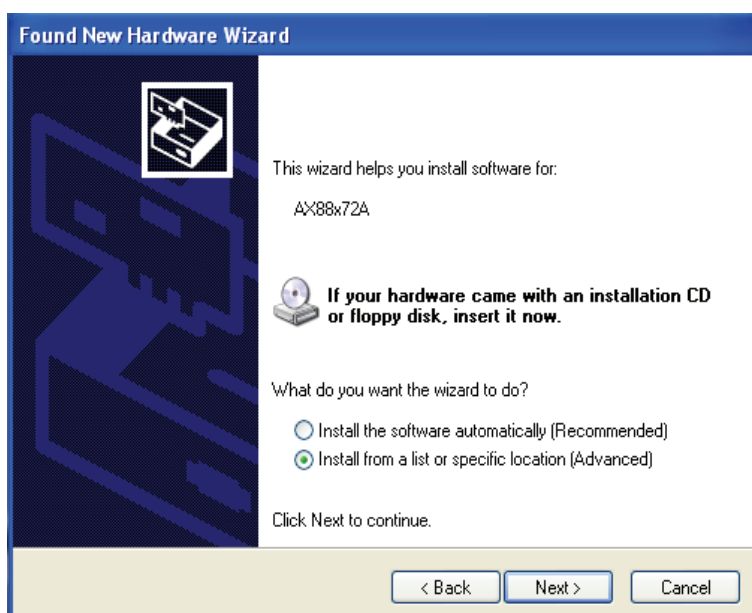 Found New Hardware Wizard
This wizard helps you install software for:
AX88x72A
If your hardware came with an installation CD
or floppy disk, insert it now.
What do you want the wizard to do?
Install the software automatically (Recommended)
Install from a list or specific location (Advanced)
Click Next to continue.
< Back Next > Cancel